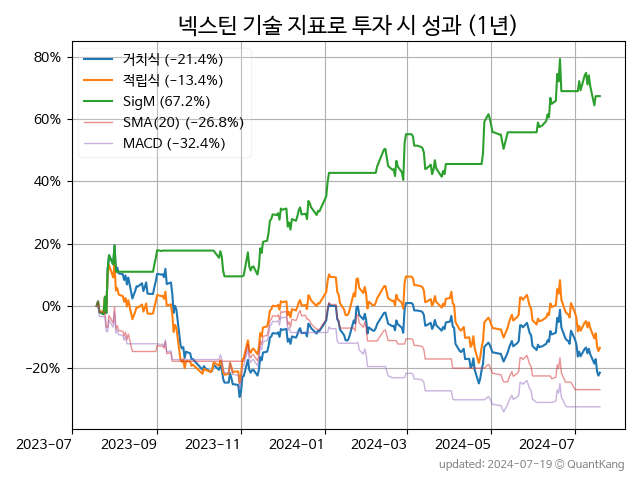 넥스틴 기술 지표로 투자 시 성과 (1년)
80%
60%
40%
20%
0%
−20%
거치식 (−21.4%)
적립식 (−13.4%)
SigM (67.2%)
SMA(20) (−26.8%)
MACD (−32.4%)
2023-07 2023-09 2023-11 2024-01 2024-03 2024-05 2024-07
updated: 2024-07-19 © QuantKang